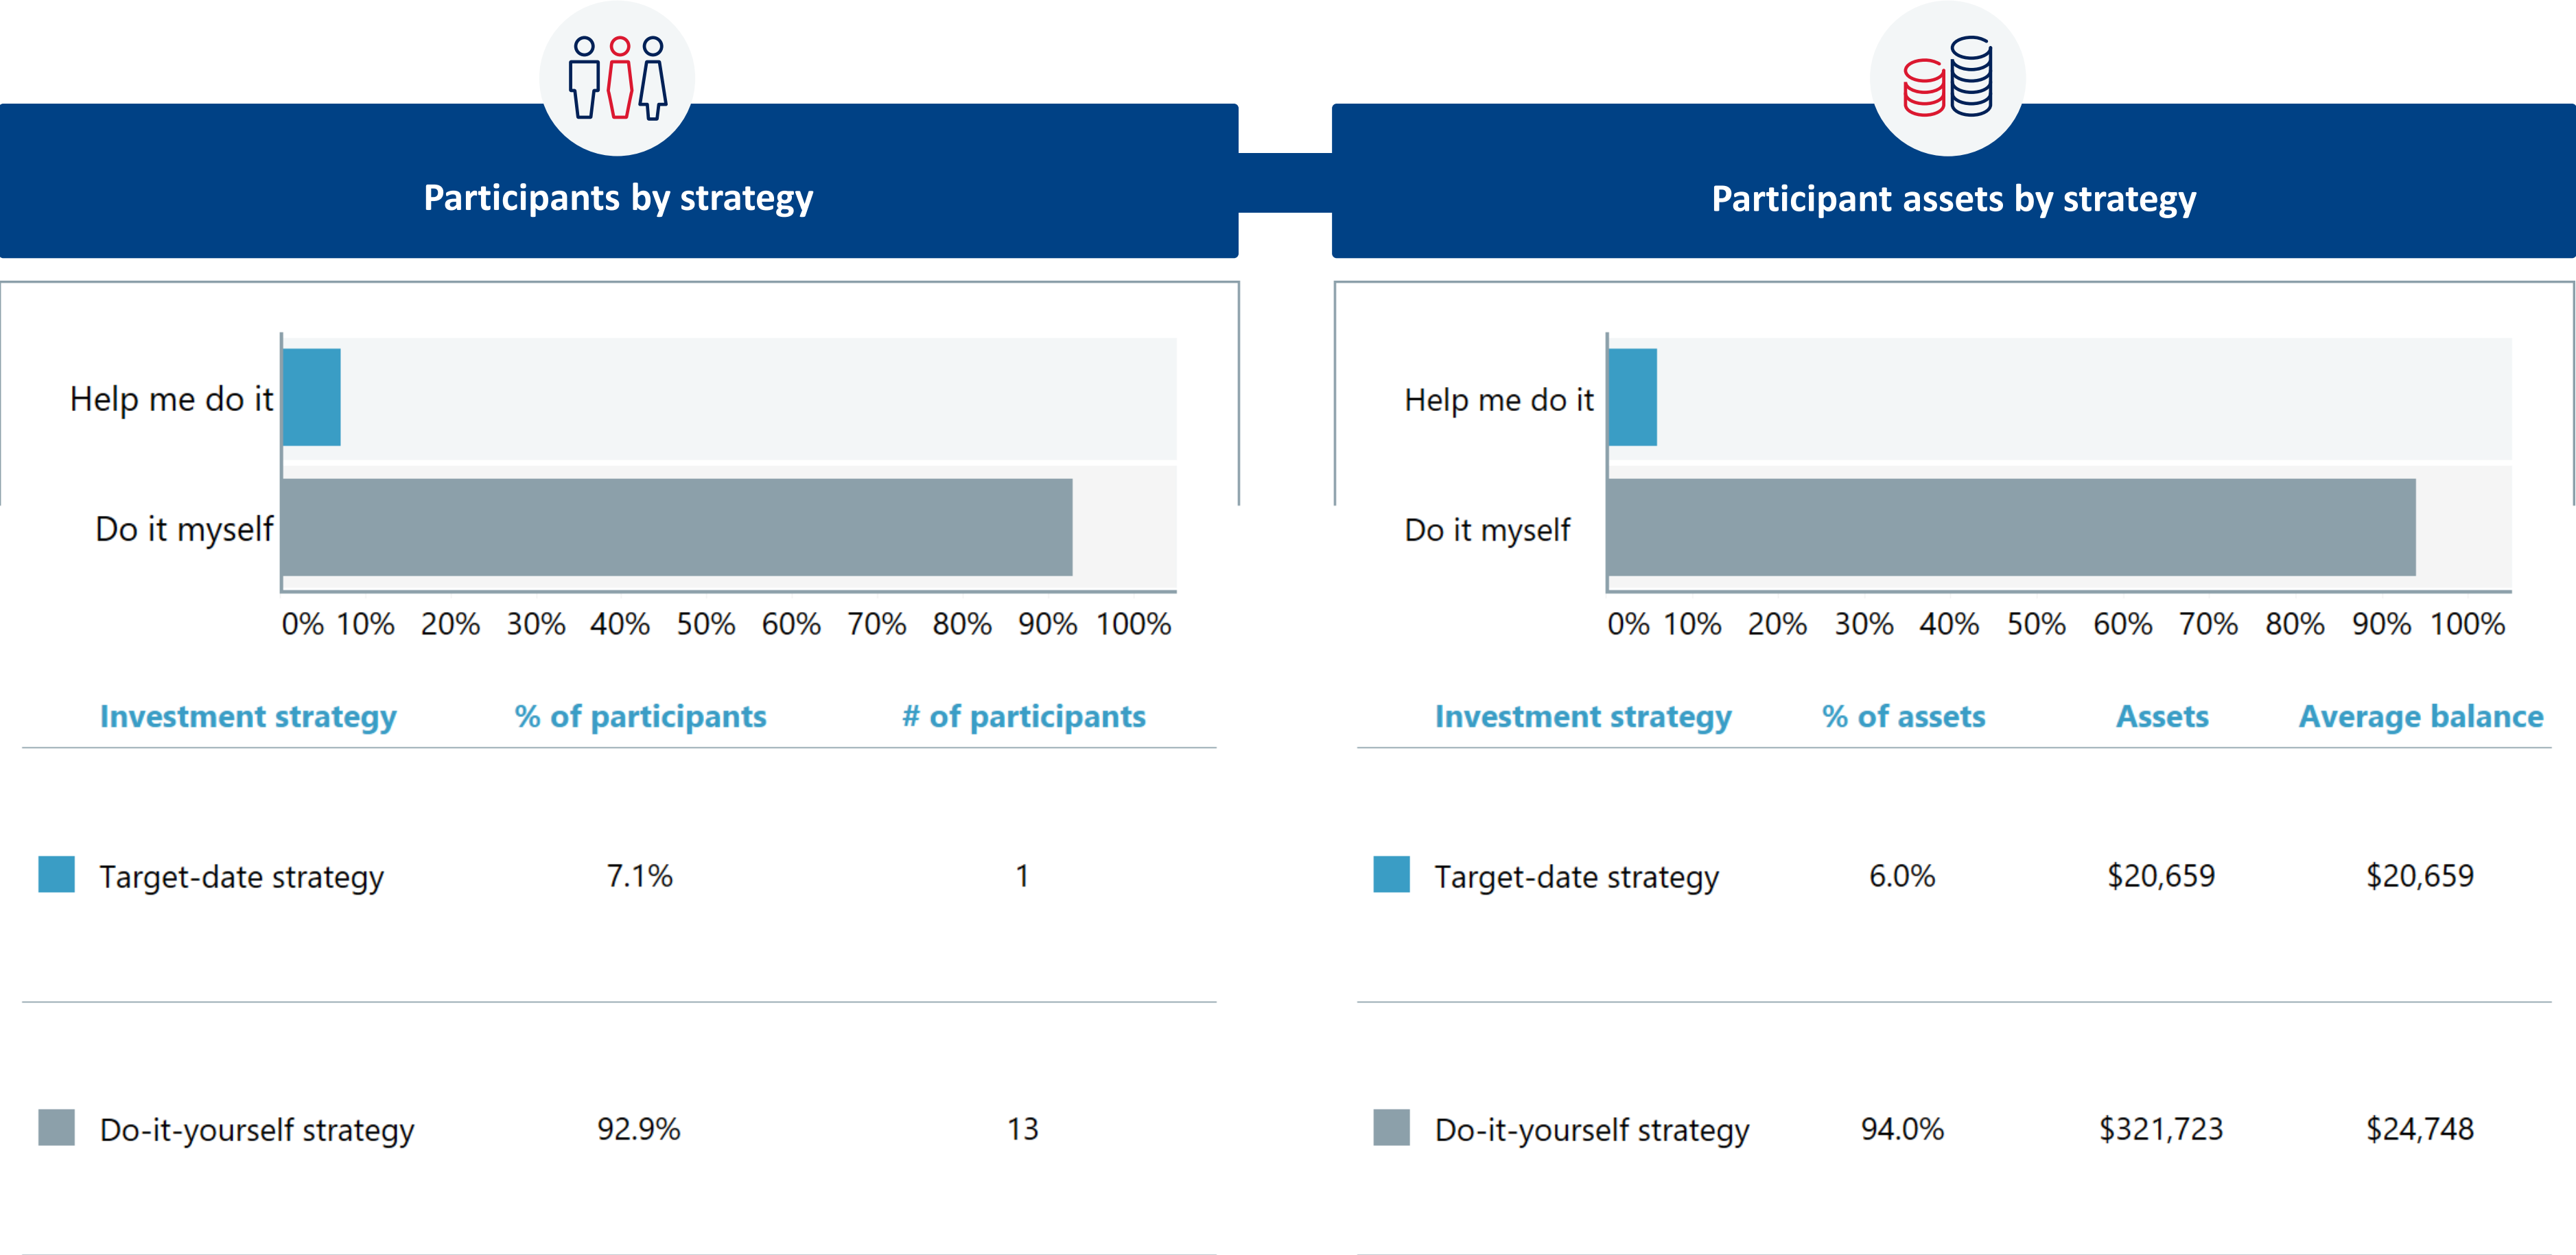 Participants by strategy
Help me do it
Do it myself
0% 10% 20% 30% 40% 50% 60% 70% 80% 90% 100%
Investment strategy % of participants # of participants
Target-date strategy 7.1% 1
Do-it-yourself strategy 92.9% 13
Participant assets by strategy
Help me do it
Do it myself
0% 10% 20% 30% 40% 50% 60% 70% 80% 90% 100%
Investment strategy % of assets Assets Average balance
Target-date strategy 6.0% $20,659 $20,659
Do-it-yourself strategy 94.0% $321,723 $24,748